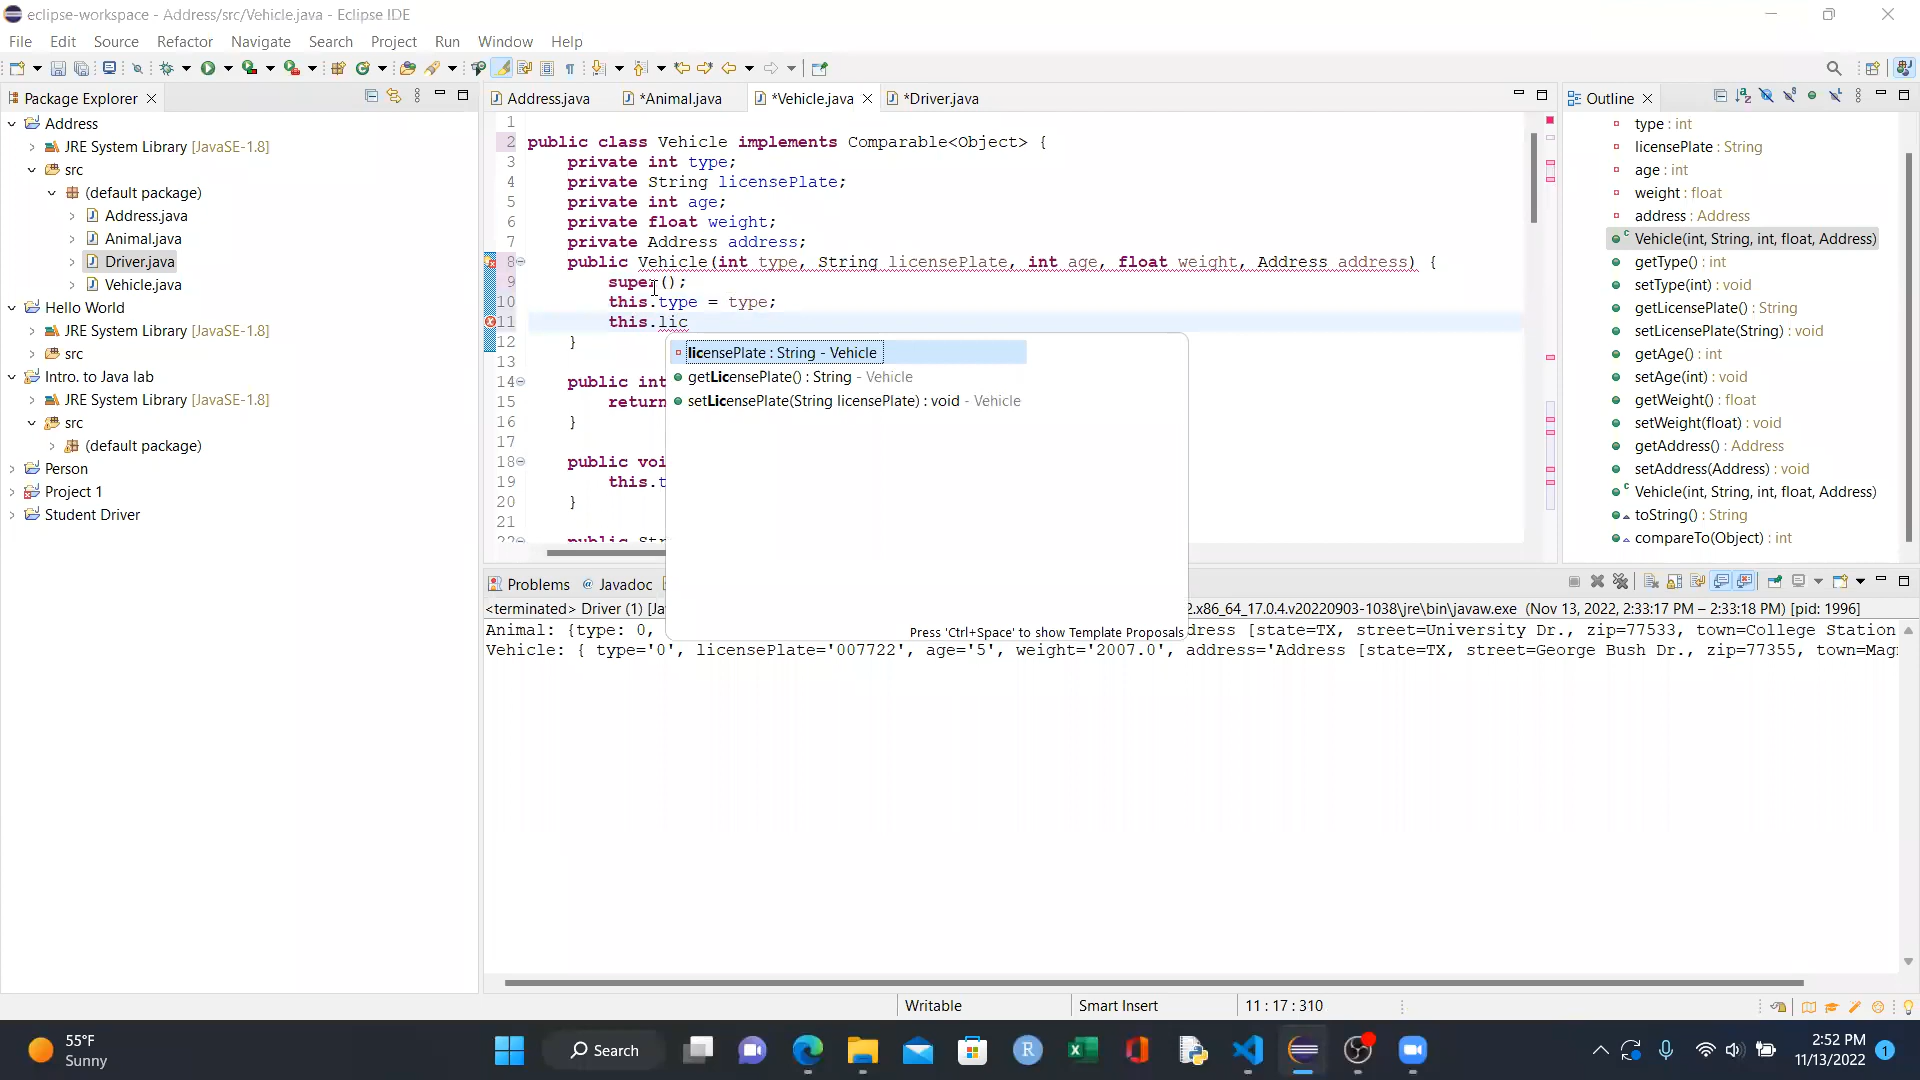 eclipse-workspace - Address/src/Vehicle.java - Eclipse IDE
File Edit Source Refactor Navigate Search Project Run Window Help
Package Explorer
Address
JRE System Library [JavaSE-1.8]
src
(default package)
Address.java
Animal.java
Driver.java
Vehicle.java
Hello World
JRE System Library [JavaSE-1.8]
src
Intro. to Java lab
JRE System Library [JavaSE-1.8]
src
(default package)
Person
Project 1
Student Driver
Address.java *Animal.java *Vehicle.java *Driver.java
1
2 public class Vehicle implements Comparable<Object> {
3 private int type;
4 private String licensePlate;
5 private int age;
6 private float weight;
7 private Address address;
8 public Vehicle(int type, String licensePlate, int age, float weight, Address address) {
9 super();
10 this.type = type;
11 this.lic
12 }
13
14 public int
15 return
16 }
17
18 public voi
19 this.t
20 }
21
22 public Str
licensePlate : String - Vehicle
getLicensePlate() : String - Vehicle
setLicensePlate(String licensePlate) : void - Vehicle
Press 'Ctrl+Space' to show Template Proposals
Outline
type : int
licensePlate : String
age : int
weight : float
address : Address
Vehicle(int, String, int, float, Address)
getType() : int
setType(int) : void
getLicensePlate() : String
setLicensePlate(String) : void
getAge() : int
setAge(int) : void
getWeight() : float
setWeight(float) : void
getAddress() : Address
setAddress(Address) : void
Vehicle(int, String, int, float, Address)
toString() : String
compareTo(Object) : int
Problems @ Javadoc
<terminated> Driver (1) [Ja 2.x86_64_17.0.4.v20220903-1038\jre\bin\javaw.exe (Nov 13, 2022, 2:33:17 PM – 2:33:18 PM) [pid: 1996]
Animal: {type: 0, dress [state=TX, street=University Dr., zip=77533, town=College Station
Vehicle: { type='0', licensePlate='007722', age='5', weight='2007.0', address='Address [state=TX, street=George Bush Dr., zip=77355, town=Mag
Writable Smart Insert 11 : 17 : 310
55°F
Sunny
Search
2:52 PM
11/13/2022
1